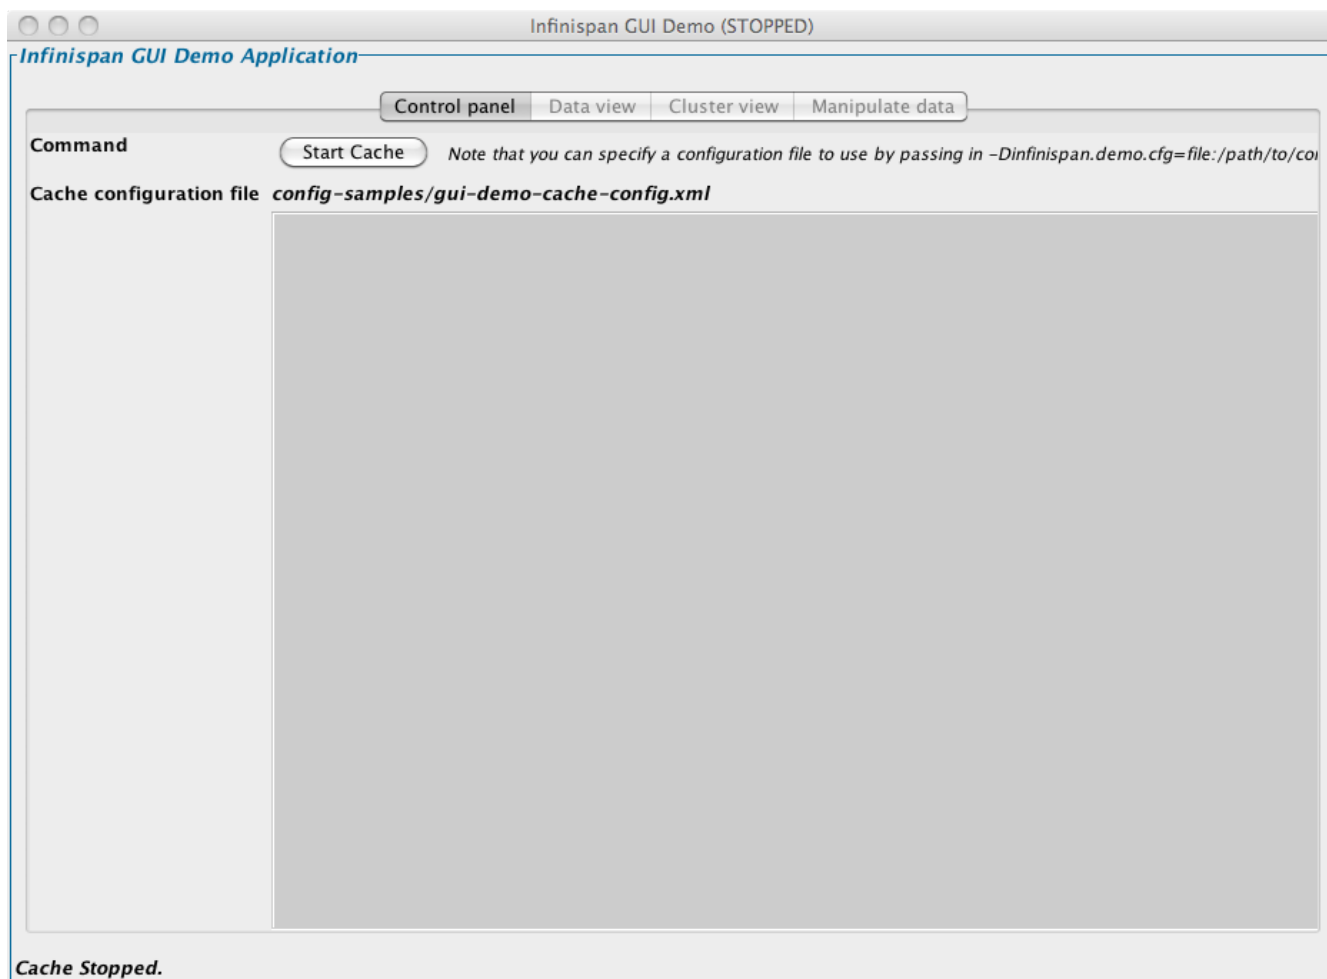 Infinispan GUI Demo (STOPPED)
Infinispan GUI Demo Application
Control panel Data view Cluster view Manipulate data
Command Start Cache Note that you can specify a configuration file to use by passing in -Dinfinispan.demo.cfg=file:/path/to/
Cache configuration file config-samples/gui-demo-cache-config.xml
Cache Stopped.